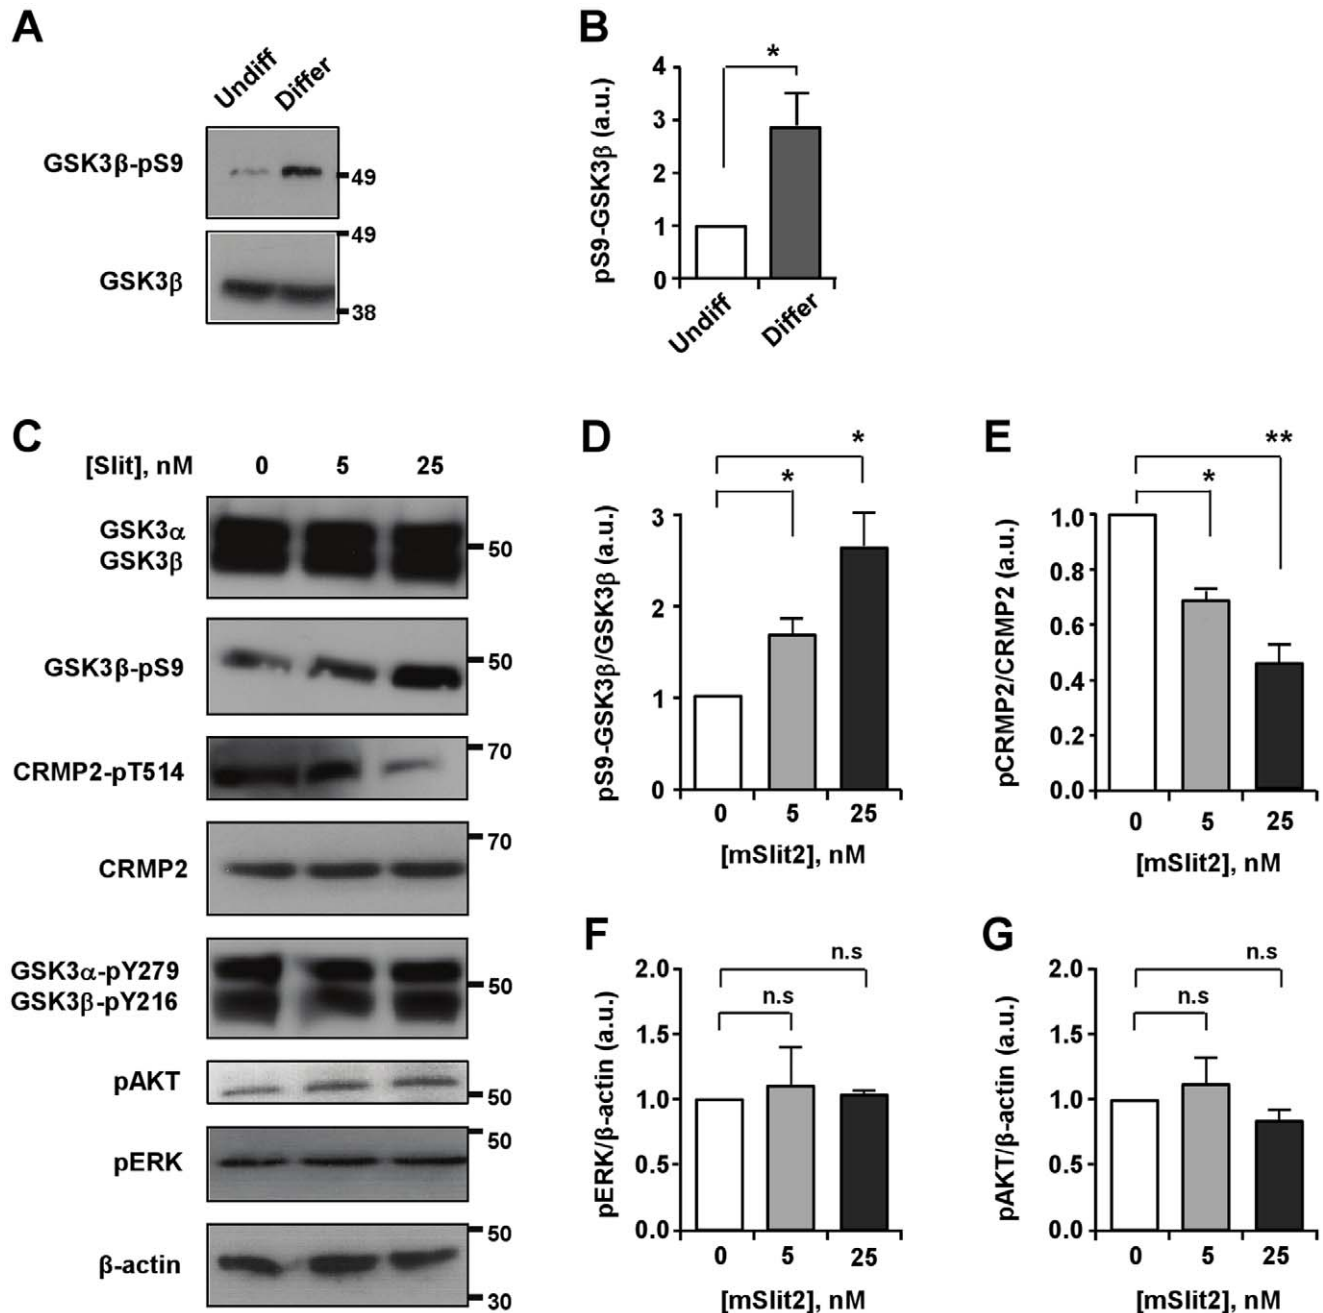 A
Undiff
Differ
GSK3β-pS9
49
49
GSK3β
38
B
*
pS9-GSK3β (a.u.)
4
3
2
1
0
Undiff
Differ
C
[Slit], nM 0 5 25
GSK3α
GSK3β
50
GSK3β-pS9
50
CRMP2-pT514
70
CRMP2
70
GSK3α-pY279
GSK3β-pY216
50
pAKT
50
pERK
50
β-actin
50
30
D
*
*
pS9-GSK3β/GSK3β (a.u.)
3
2
1
0
0 5 25
[mSlit2], nM
E
**
*
pCRMP2/CRMP2 (a.u.)
1.0
0.8
0.6
0.4
0.2
0.0
0 5 25
[mSlit2], nM
F
n.s
n.s
pERK/β-actin (a.u.)
2.0
1.5
1.0
0.5
0.0
0 5 25
[mSlit2], nM
G
n.s
n.s
pAKT/β-actin (a.u.)
2.0
1.5
1.0
0.5
0.0
0 5 25
[mSlit2], nM